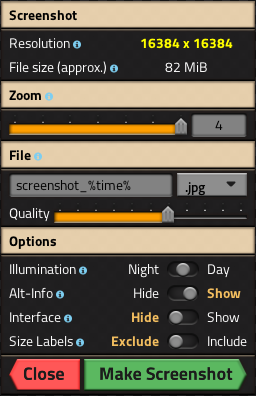 Screenshot
Resolution 16384 x 16384
File size (approx.) 82 MiB
Zoom
4
File
screenshot_%time% .jpg
Quality
Options
Illumination Night Day
Alt-Info Hide Show
Interface Hide Show
Size Labels Exclude Include
Close Make Screenshot